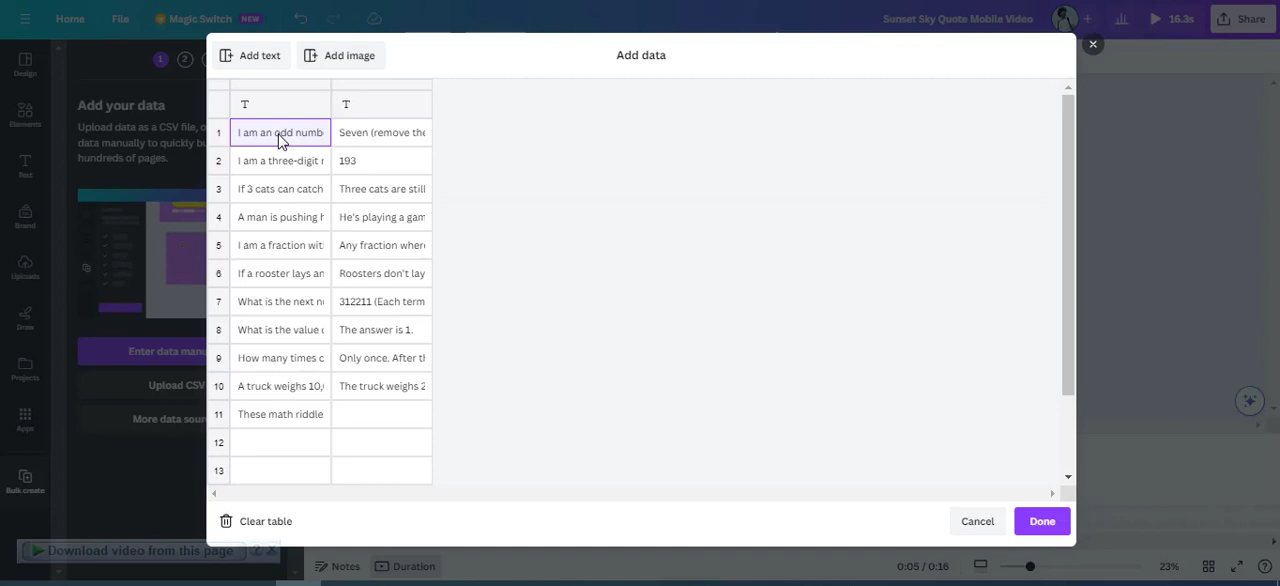 Home File Magic Switch NEW Sunset Sky Quote Mobile Video 16.3s Share
Add text Add image Add data
Design
Elements
Text
Brand
Uploads
Draw
Projects
Apps
Bulk create
1 2
Add your data
Upload data as a CSV file, o
data manually to quickly bu
hundreds of pages.
Enter data manu
Upload CSV
More data sour
T T
1 I am an odd numbe Seven (remove the
2 I am a three-digit r 193
3 If 3 cats can catch Three cats are still
4 A man is pushing h He's playing a gam
5 I am a fraction wit Any fraction where
6 If a rooster lays an Roosters don't lay
7 What is the next nu 312211 (Each term
8 What is the value o The answer is 1.
9 How many times c Only once. After th
10 A truck weighs 10, The truck weighs 2
11 These math riddle
12
13
Clear table Cancel Done
Download video from this page ? X
Notes Duration 0:05 / 0:16 23%